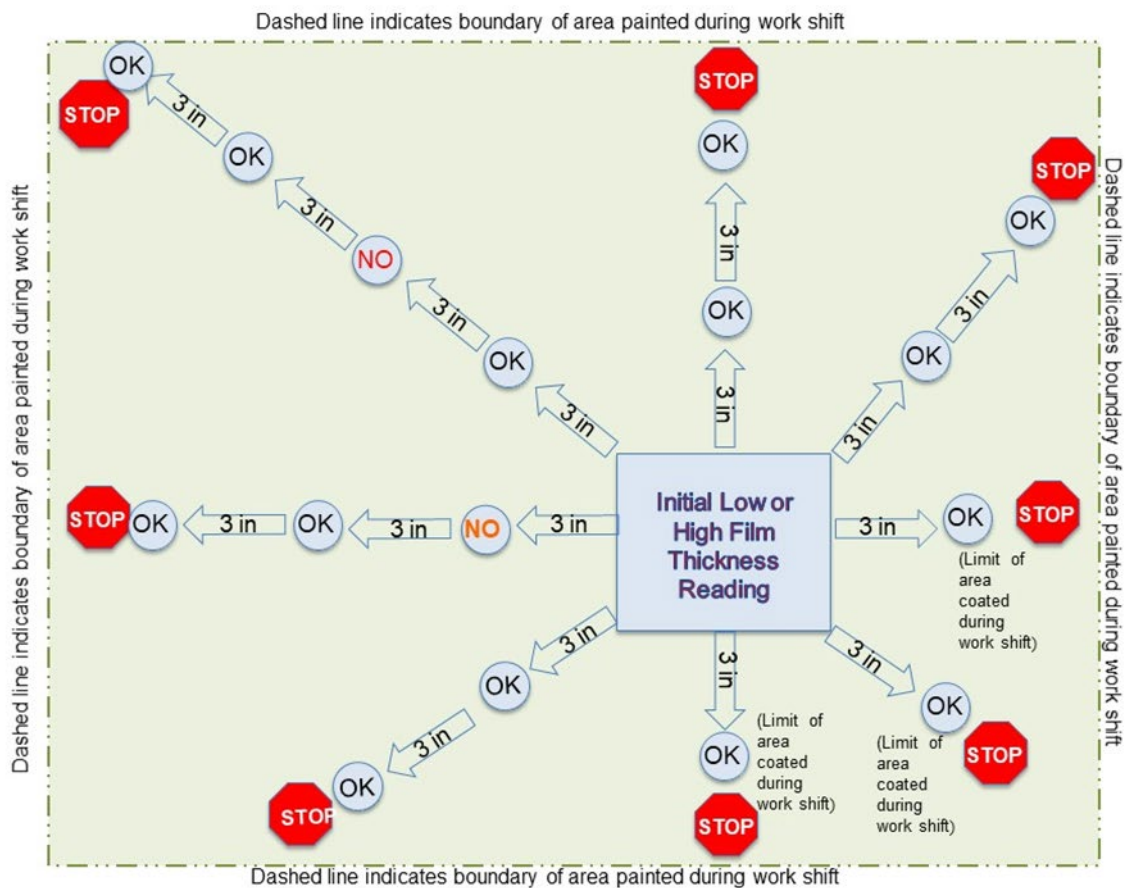 Dashed line indicates boundary of area painted during work shift
OK
STOP
3 in
OK
3 in
NO
3 in
OK
3 in
STOP
OK
3 in
OK
3 in
STOP
OK
3 in
OK
3 in
Dashed line indicates boundary of area painted during work shift
Dashed line indicates boundary of area painted during work shift
Initial Low or
High Film
Thickness
Reading
STOP
OK
3 in
OK
3 in
NO
3 in
3 in
OK
STOP
(Limit of
area
coated
during
work shift)
3 in
OK
3 in
OK
STOP
3 in
OK
(Limit of
area
coated
during
work shift)
STOP
3 in
OK
(Limit of
area
coated
during
work shift)
STOP
Dashed line indicates boundary of area painted during work shift